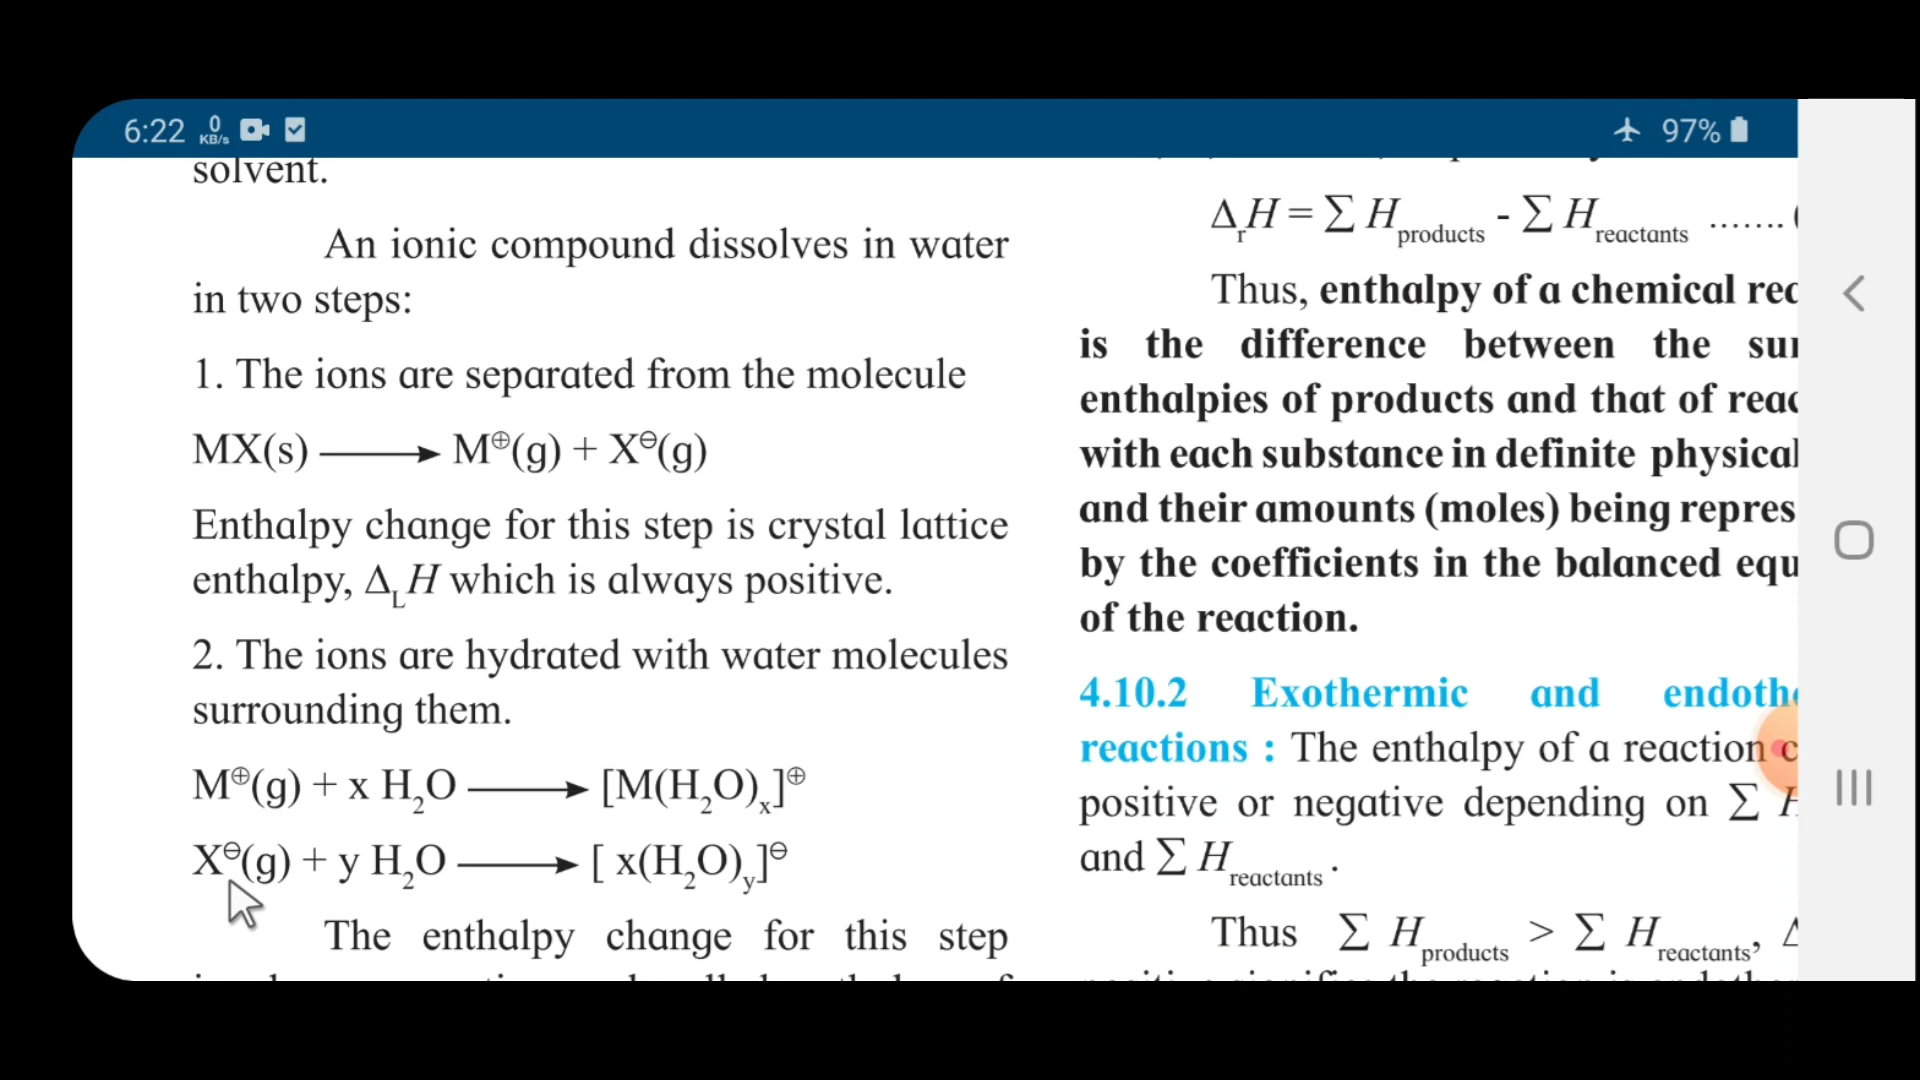 6:22 0 KB/s 97%
solvent.
An ionic compound dissolves in water
in two steps:
1. The ions are separated from the molecule
MX(s) ⟶ M⊕(g) + X⊖(g)
Enthalpy change for this step is crystal lattice
enthalpy, ΔLH which is always positive.
2. The ions are hydrated with water molecules
surrounding them.
M⊕(g) + x H2O ⟶ [M(H2O)x]⊕
X⊖(g) + y H2O ⟶ [ x(H2O)y]⊖
The enthalpy change for this step
ΔrH = ∑ Hproducts - ∑ Hreactants ....... (
Thus, enthalpy of a chemical rea
is the difference between the su
enthalpies of products and that of reac
with each substance in definite physical
and their amounts (moles) being repres
by the coefficients in the balanced equ
of the reaction.
4.10.2 Exothermic and endoth
reactions : The enthalpy of a reaction c
positive or negative depending on ∑ H
and ∑ Hreactants .
Thus ∑ Hproducts > ∑ Hreactants, Δ